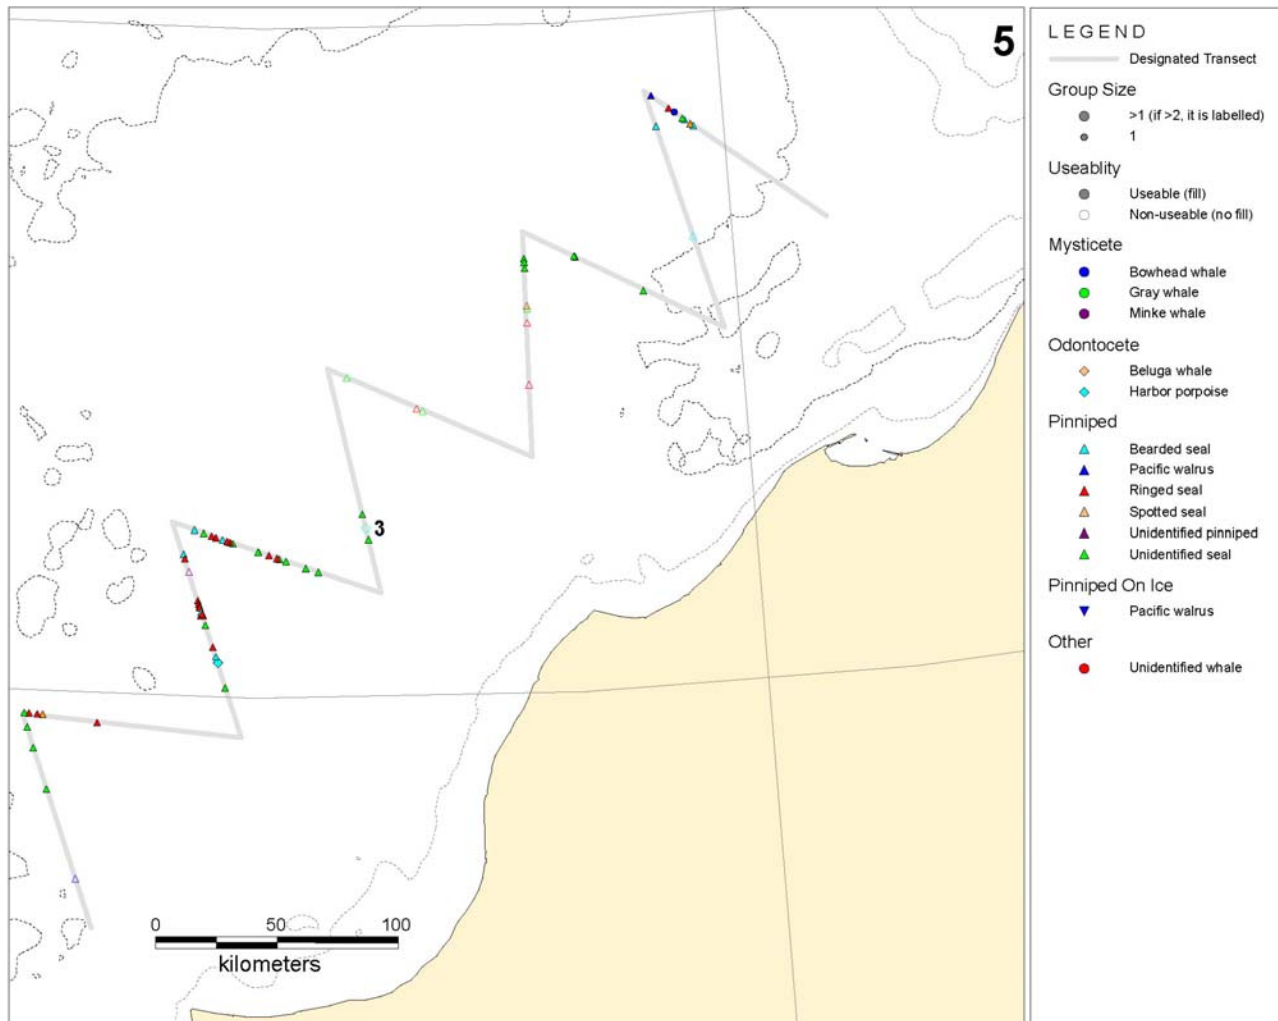 5
3
0 50 100
kilometers
LEGEND
Designated Transect
Group Size
>1 (if >2, it is labelled)
1
Useablity
Useable (fill)
Non-useable (no fill)
Mysticete
Bowhead whale
Gray whale
Minke whale
Odontocete
Beluga whale
Harbor porpoise
Pinniped
Bearded seal
Pacific walrus
Ringed seal
Spotted seal
Unidentified pinniped
Unidentified seal
Pinniped On Ice
Pacific walrus
Other
Unidentified whale